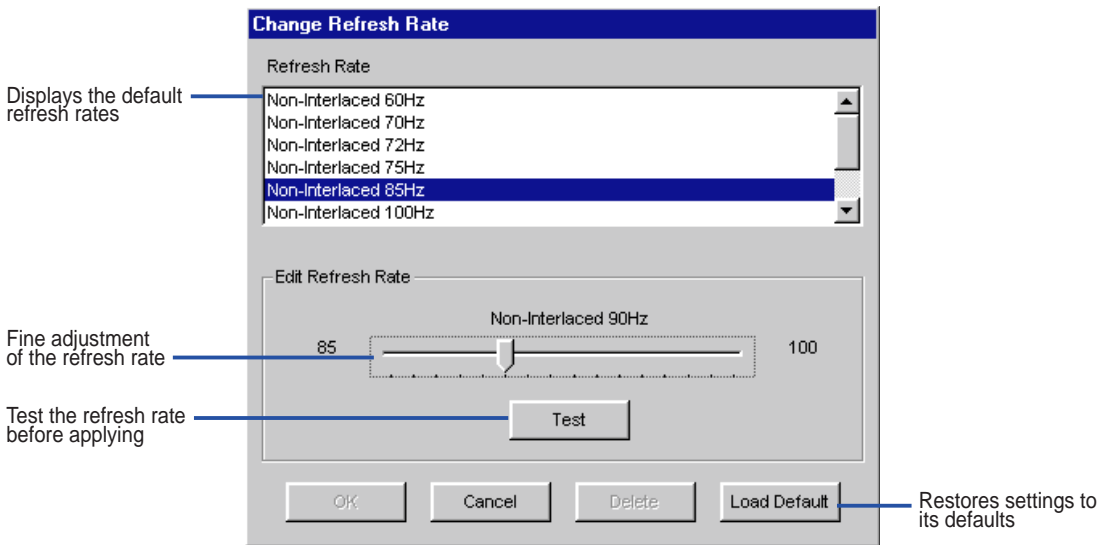 Change Refresh Rate
Refresh Rate
Displays the default
refresh rates
Non-Interlaced 60Hz
Non-Interlaced 70Hz
Non-Interlaced 72Hz
Non-Interlaced 75Hz
Non-Interlaced 85Hz
Non-Interlaced 100Hz
Edit Refresh Rate
Non-Interlaced 90Hz
Fine adjustment
of the refresh rate
85
100
Test the refresh rate
before applying
Test
OK
Cancel
Delete
Load Default
Restores settings to
its defaults